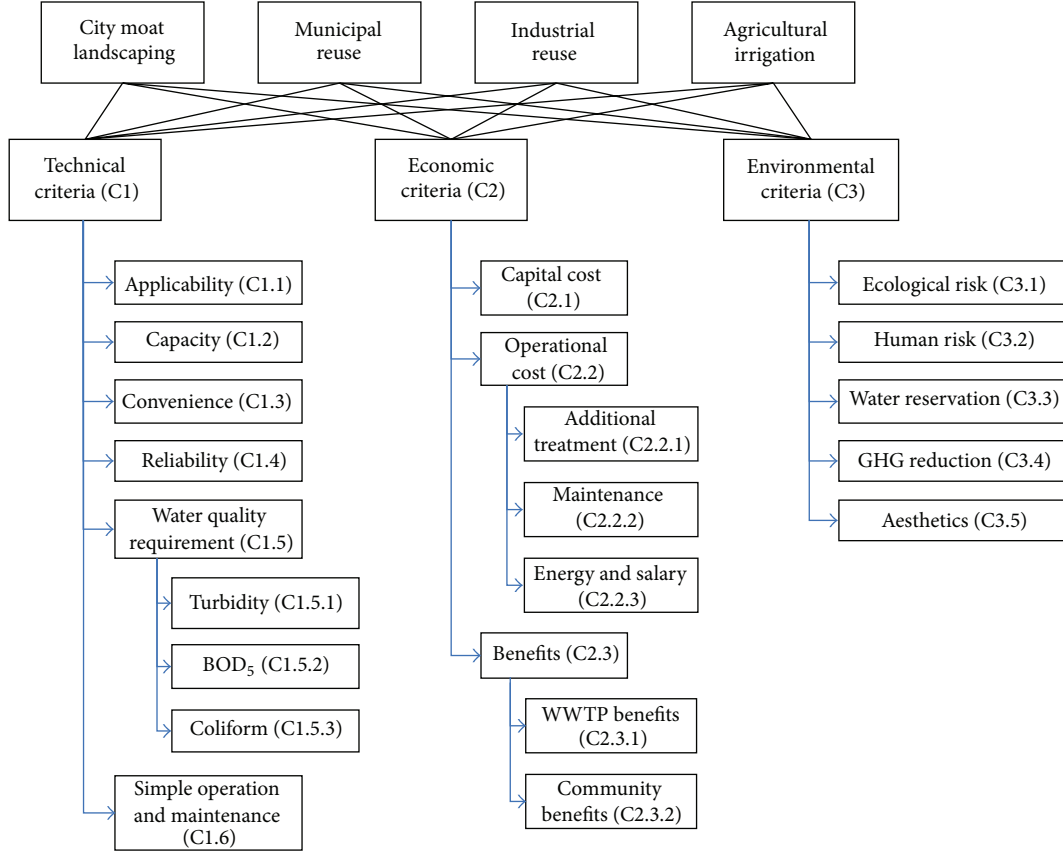 City moat
landscaping
Municipal
reuse
Industrial
reuse
Agricultural
irrigation
Technical
criteria (C1)
Economic
criteria (C2)
Environmental
criteria (C3)
Applicability (C1.1)
Capacity (C1.2)
Convenience (C1.3)
Reliability (C1.4)
Water quality
requirement (C1.5)
Turbidity (C1.5.1)
BOD₅ (C1.5.2)
Coliform (C1.5.3)
Simple operation
and maintenance
(C1.6)
Capital cost
(C2.1)
Operational
cost (C2.2)
Additional
treatment (C2.2.1)
Maintenance
(C2.2.2)
Energy and salary
(C2.2.3)
Benefits (C2.3)
WWTP benefits
(C2.3.1)
Community
benefits (C2.3.2)
Ecological risk (C3.1)
Human risk (C3.2)
Water reservation (C3.3)
GHG reduction (C3.4)
Aesthetics (C3.5)